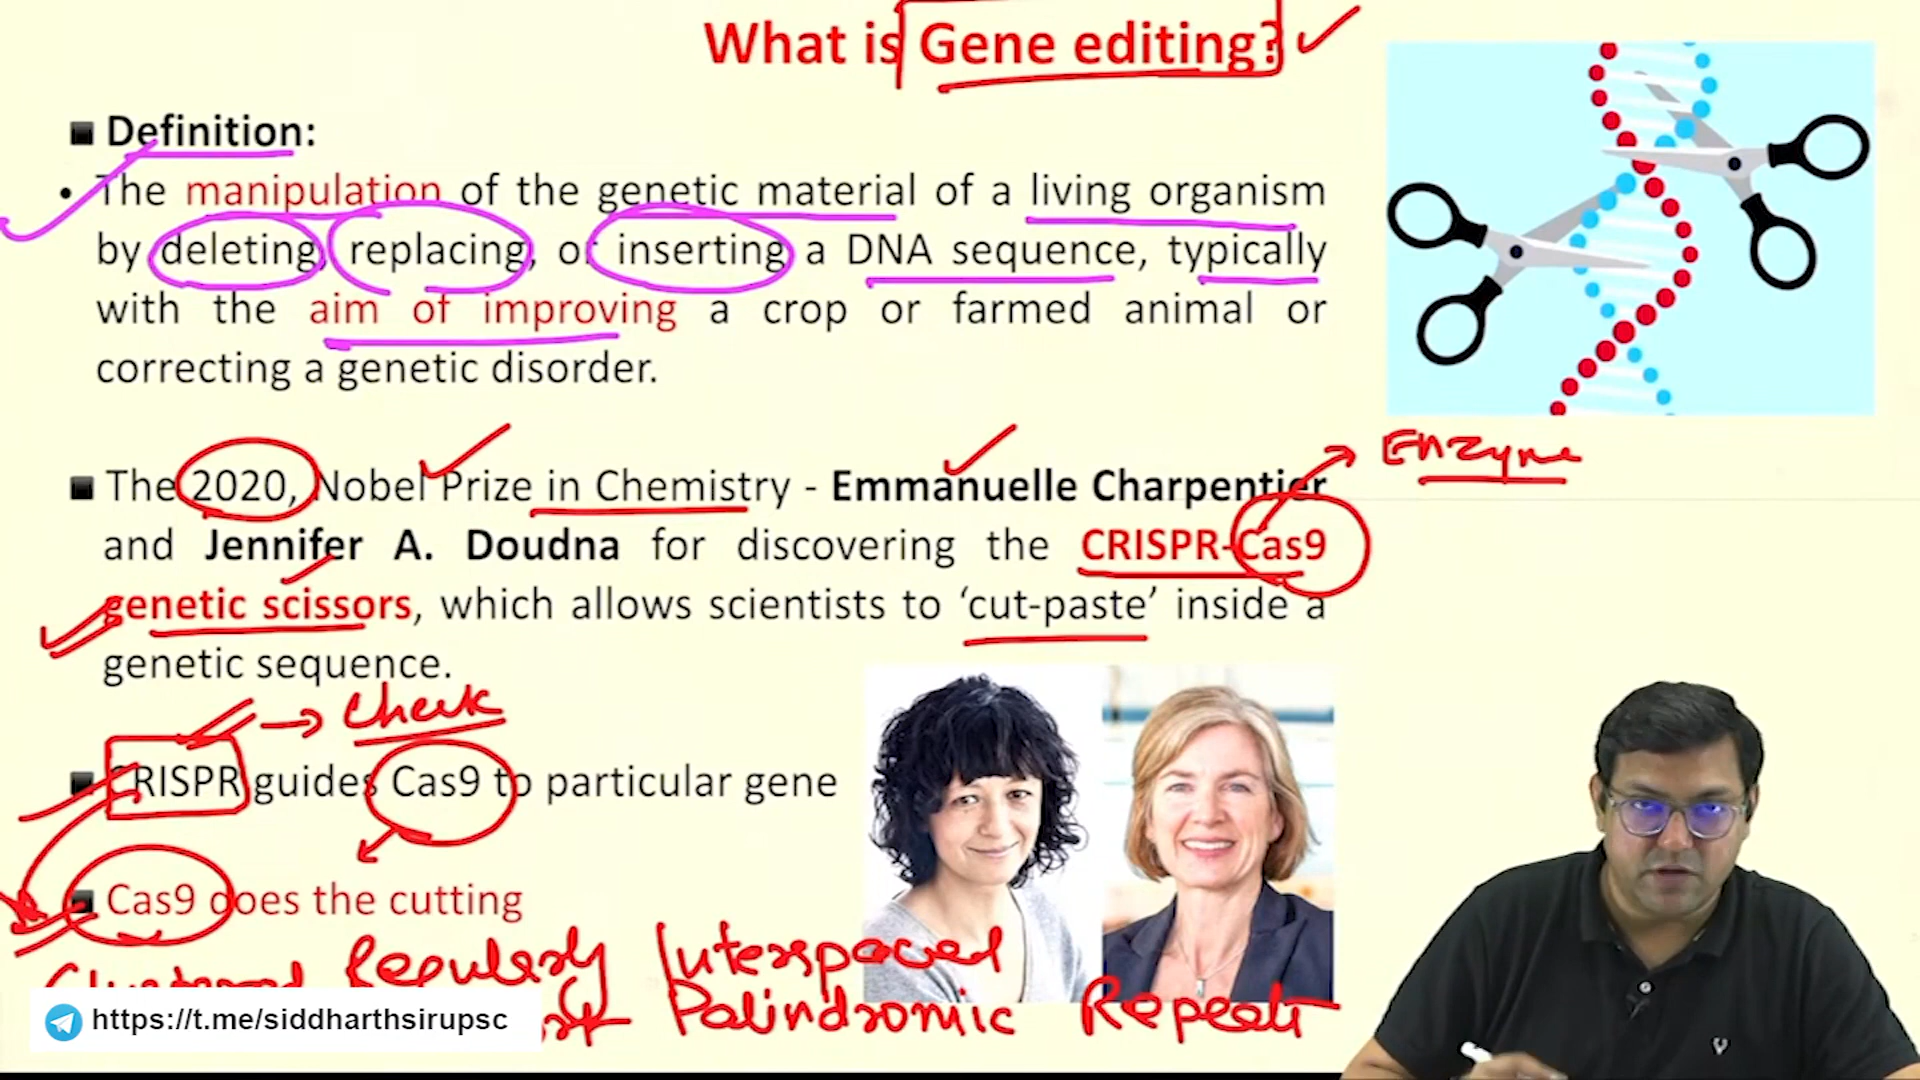 What is Gene editing?
■ Definition:
• The manipulation of the genetic material of a living organism
by deleting, replacing, or inserting a DNA sequence, typically
with the aim of improving a crop or farmed animal or
correcting a genetic disorder.
Enzyme
■ The 2020, Nobel Prize in Chemistry - Emmanuelle Charpentier
and Jennifer A. Doudna for discovering the CRISPR-Cas9
genetic scissors, which allows scientists to ‘cut-paste’ inside a
genetic sequence.
→ Check
■ CRISPR guides Cas9 to particular gene
■ Cas9 does the cutting
Clustered Regularly Interspaced
Palindromic Repeat
https://t.me/siddharthsirupsc